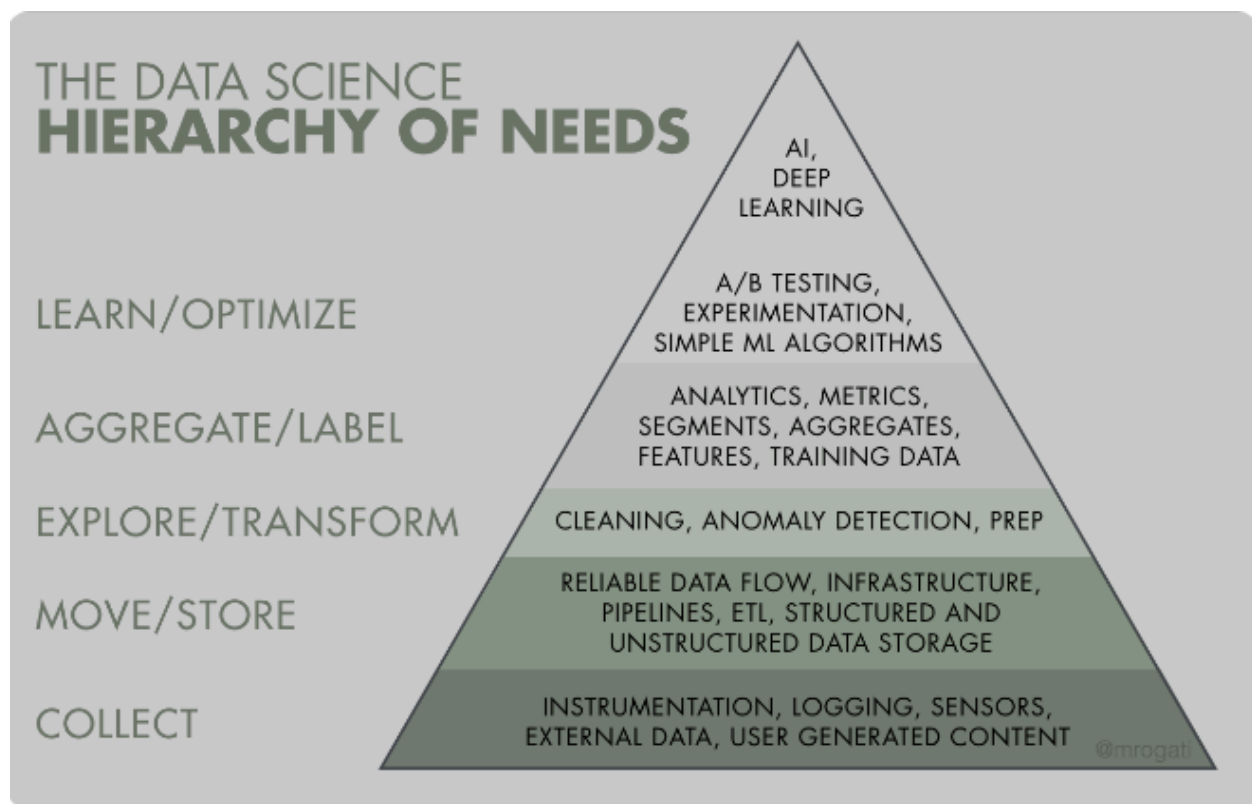 THE DATA SCIENCE
HIERARCHY OF NEEDS
AI,
DEEP
LEARNING
LEARN/OPTIMIZE
A/B TESTING,
EXPERIMENTATION,
SIMPLE ML ALGORITHMS
AGGREGATE/LABEL
ANALYTICS, METRICS,
SEGMENTS, AGGREGATES,
FEATURES, TRAINING DATA
EXPLORE/TRANSFORM
CLEANING, ANOMALY DETECTION, PREP
MOVE/STORE
RELIABLE DATA FLOW, INFRASTRUCTURE,
PIPELINES, ETL, STRUCTURED AND
UNSTRUCTURED DATA STORAGE
COLLECT
INSTRUMENTATION, LOGGING, SENSORS,
EXTERNAL DATA, USER GENERATED CONTENT
@mrogati